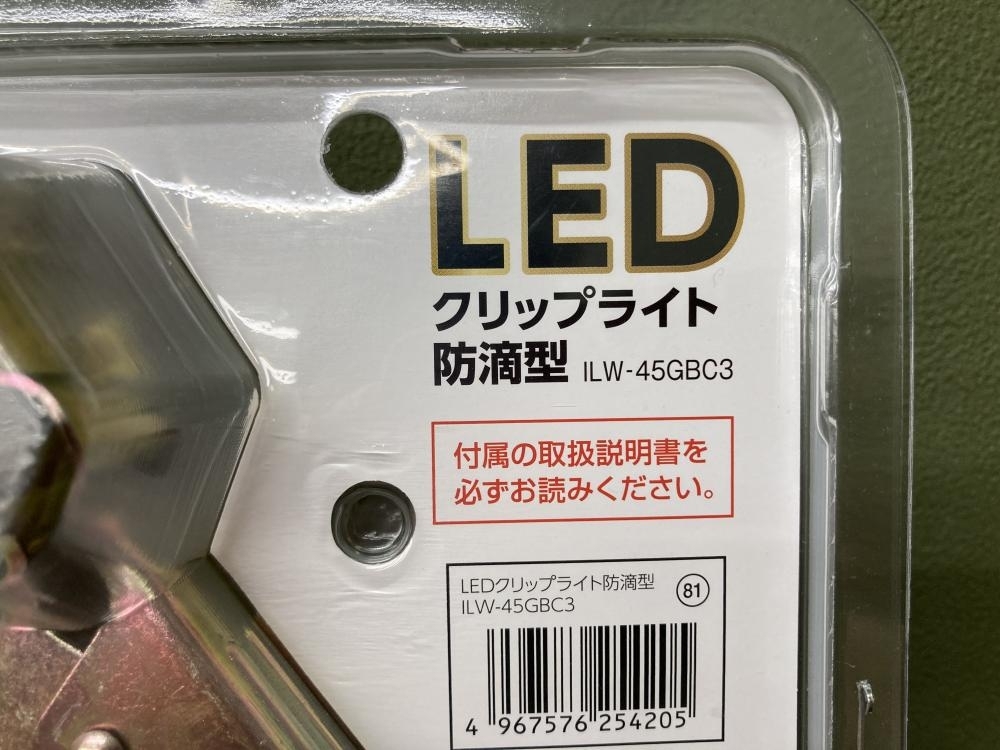 LED
クリップライト
防滴型 ILW-45GBC3
付属の取扱説明書を
必ずお読みください。
LEDクリップライト防滴型
ILW-45GBC3
81
4 967576 254205